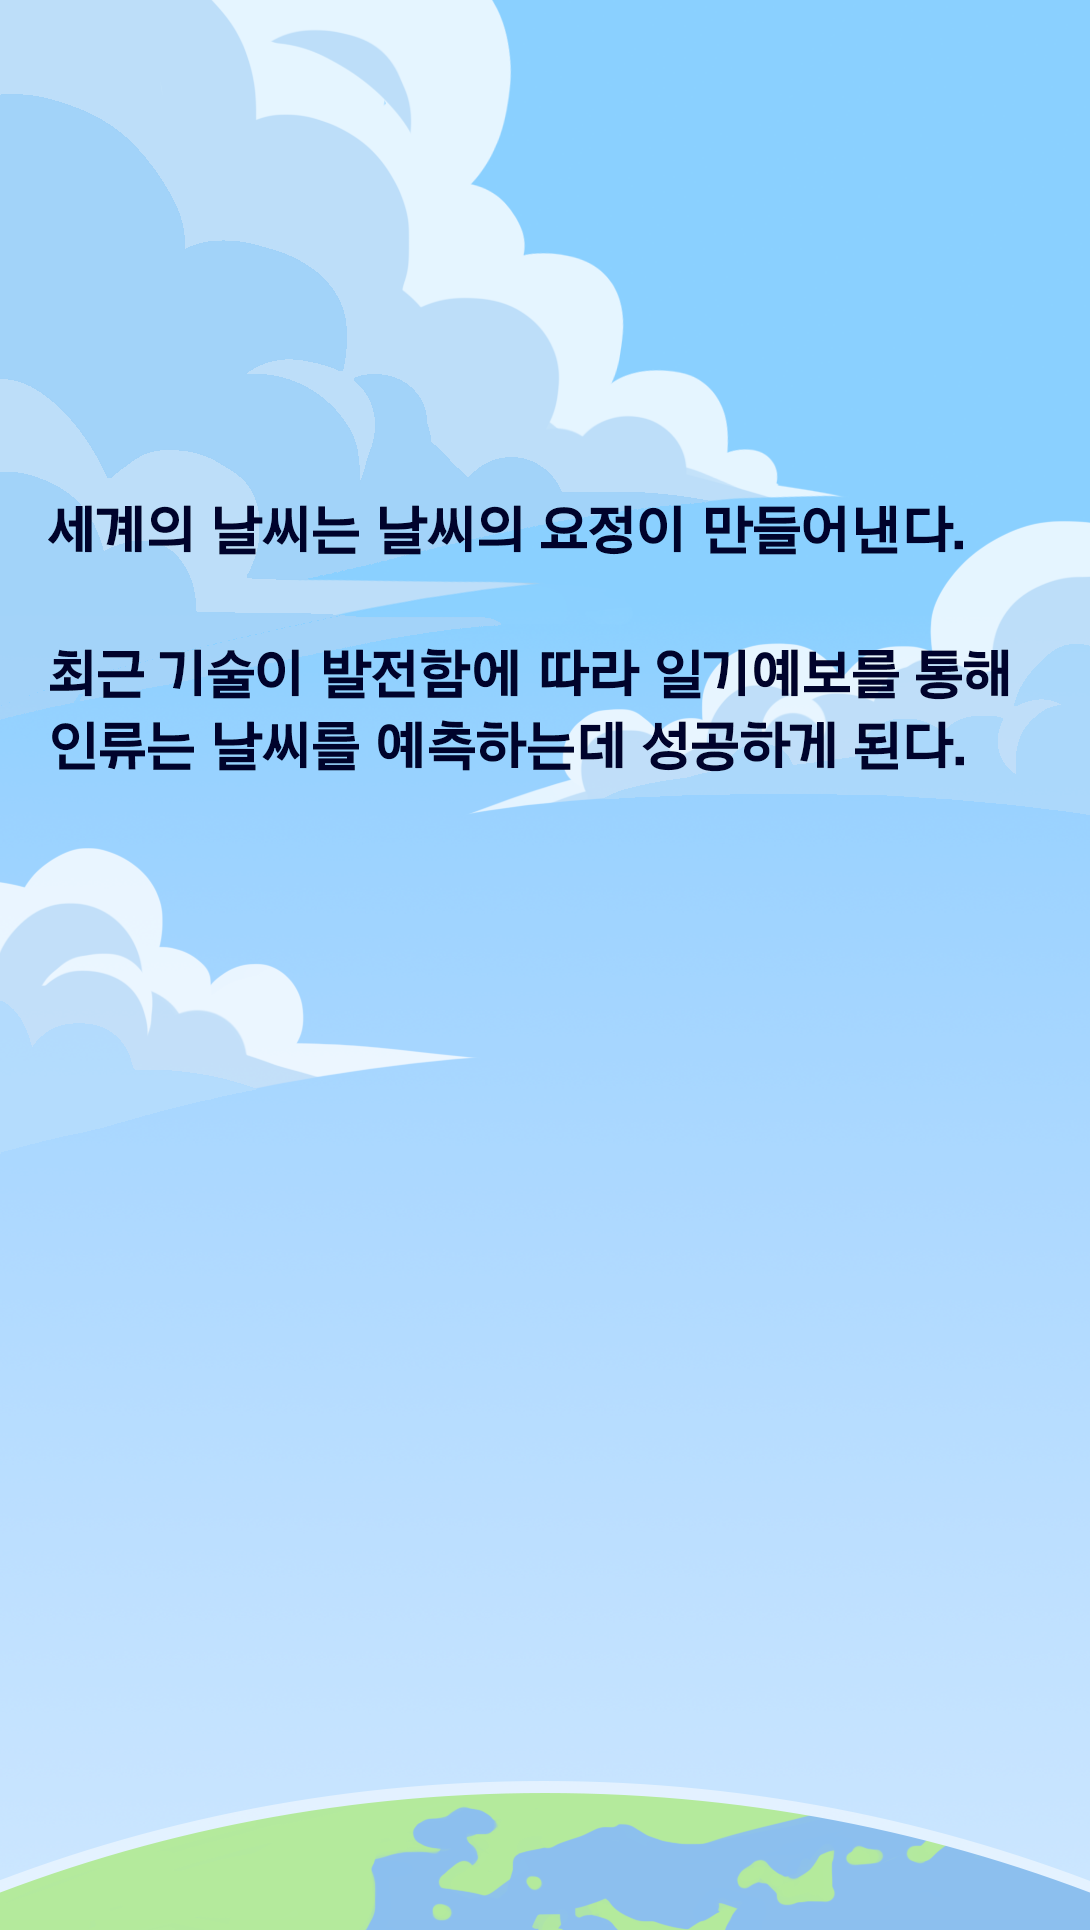 세계의 날씨는 날씨의 요정이 만들어낸다.
최근 기술이 발전함에 따라 일기예보를 통해
인류는 날씨를 예측하는데 성공하게 된다.